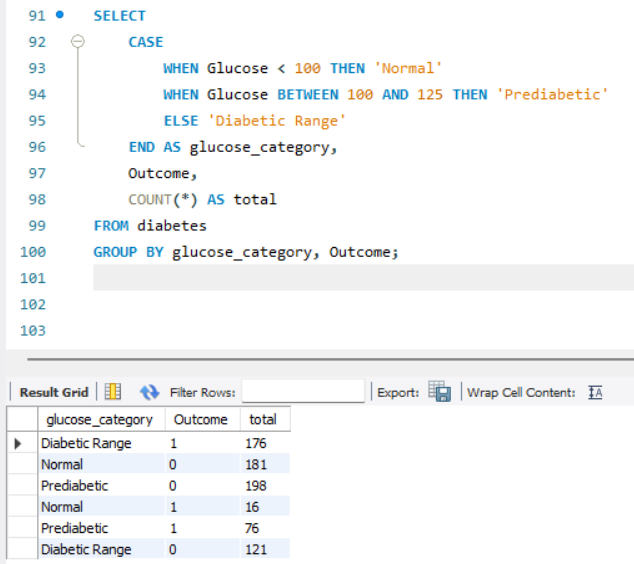 91 SELECT
92 CASE
93 WHEN Glucose < 100 THEN 'Normal'
94 WHEN Glucose BETWEEN 100 AND 125 THEN 'Prediabetic'
95 ELSE 'Diabetic Range'
96 END AS glucose_category,
97 Outcome,
98 COUNT(*) AS total
99 FROM diabetes
100 GROUP BY glucose_category, Outcome;
101
102
103
Result Grid Filter Rows: Export: Wrap Cell Content: IA
glucose_category Outcome total
Diabetic Range 1 176
Normal 0 181
Prediabetic 0 198
Normal 1 16
Prediabetic 1 76
Diabetic Range 0 121